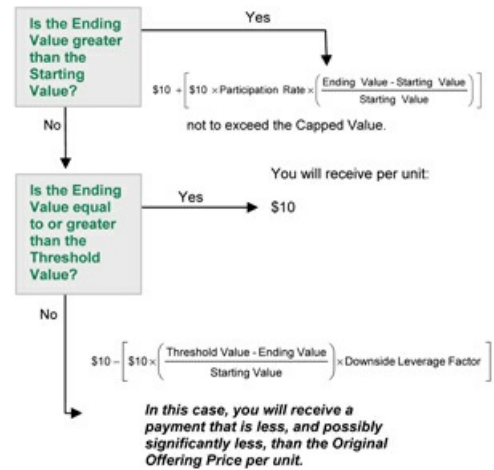 Is the Ending
Value greater
than the
Starting
Value?
Yes
$10 + [ $10 × Participation Rate × ( Ending Value - Starting Value / Starting Value ) ]
not to exceed the Capped Value.
No
You will receive per unit:
Is the Ending
Value equal
to or greater
than the
Threshold
Value?
Yes
$10
No
$10 – [ $10 × ( Threshold Value - Ending Value / Starting Value ) × Downside Leverage Factor ]
In this case, you will receive a
payment that is less, and possibly
significantly less, than the Original
Offering Price per unit.